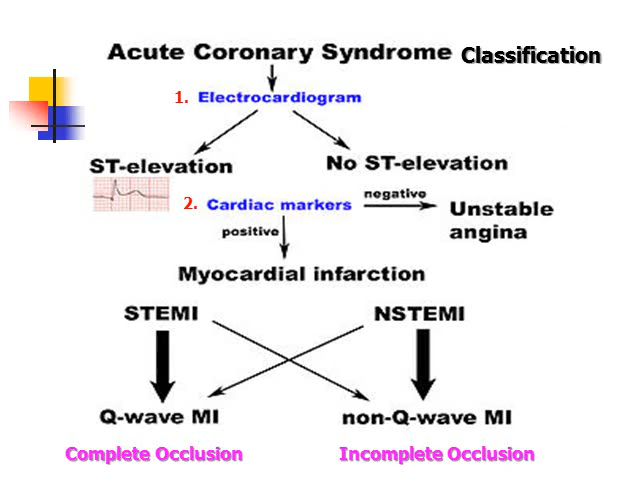 Acute Coronary Syndrome Classification
1. Electrocardiogram
ST-elevation No ST-elevation
2. Cardiac markers negative Unstable
angina
positive
Myocardial infarction
STEMI NSTEMI
Q-wave MI non-Q-wave MI
Complete Occlusion Incomplete Occlusion